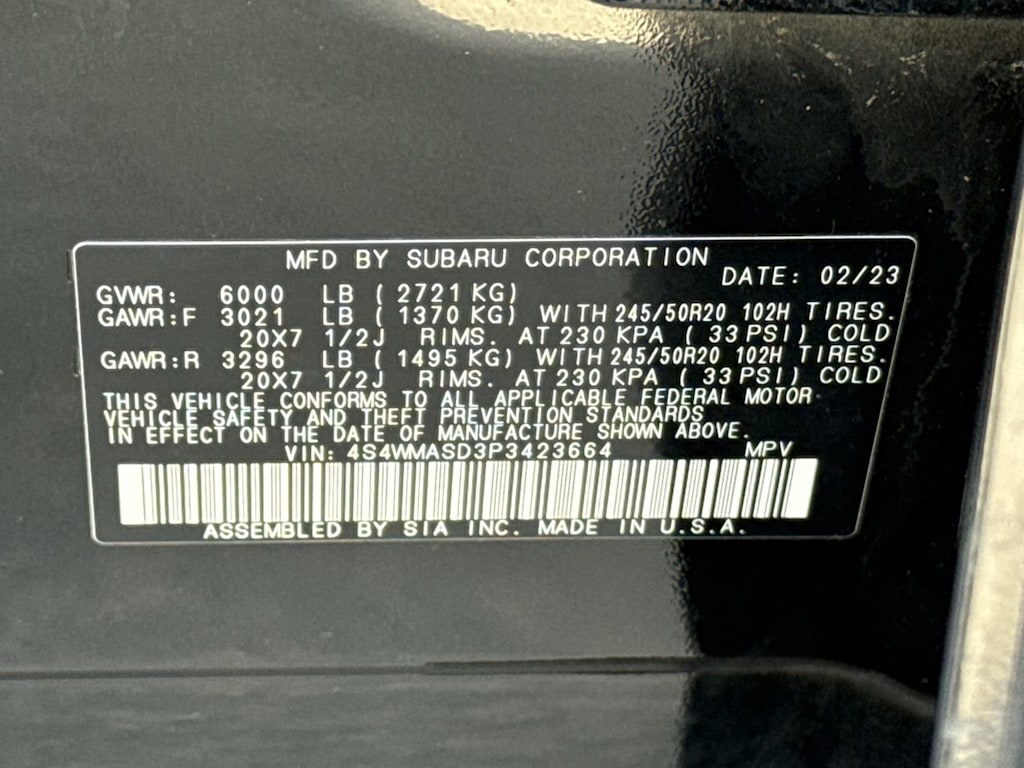 MFD BY SUBARU CORPORATION
DATE: 02/23
GVWR: 6000 LB ( 2721 KG)
GAWR:F 3021 LB ( 1370 KG) WITH 245/50R20 102H TIRES.
20X7 1/2J RIMS. AT 230 KPA ( 33 PSI) COLD
GAWR:R 3296 LB ( 1495 KG) WITH 245/50R20 102H TIRES.
20X7 1/2J RIMS. AT 230 KPA ( 33 PSI) COLD
THIS VEHICLE CONFORMS TO ALL APPLICABLE FEDERAL MOTOR
VEHICLE SAFETY AND THEFT PREVENTION STANDARDS
IN EFFECT ON THE DATE OF MANUFACTURE SHOWN ABOVE.
VIN: 4S4WMASD3P3423664 MPV
ASSEMBLED BY SIA INC. MADE IN U.S.A.